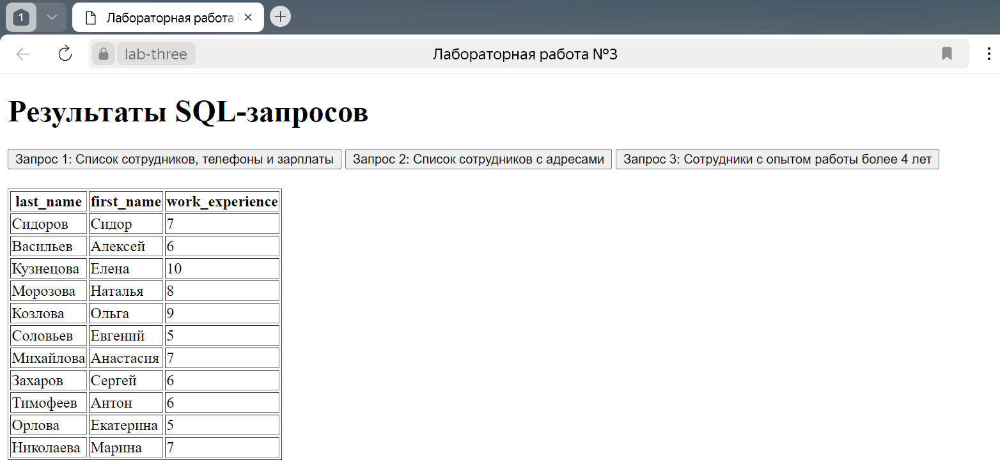 1 Лабораторная работа
lab-three Лабораторная работа №3
Результаты SQL-запросов
Запрос 1: Список сотрудников, телефоны и зарплаты Запрос 2: Список сотрудников с адресами Запрос 3: Сотрудники с опытом работы более 4 лет
last_name first_name work_experience
Сидоров Сидор 7
Васильев Алексей 6
Кузнецова Елена 10
Морозова Наталья 8
Козлова Ольга 9
Соловьев Евгений 5
Михайлова Анастасия 7
Захаров Сергей 6
Тимофеев Антон 6
Орлова Екатерина 5
Николаева Марина 7